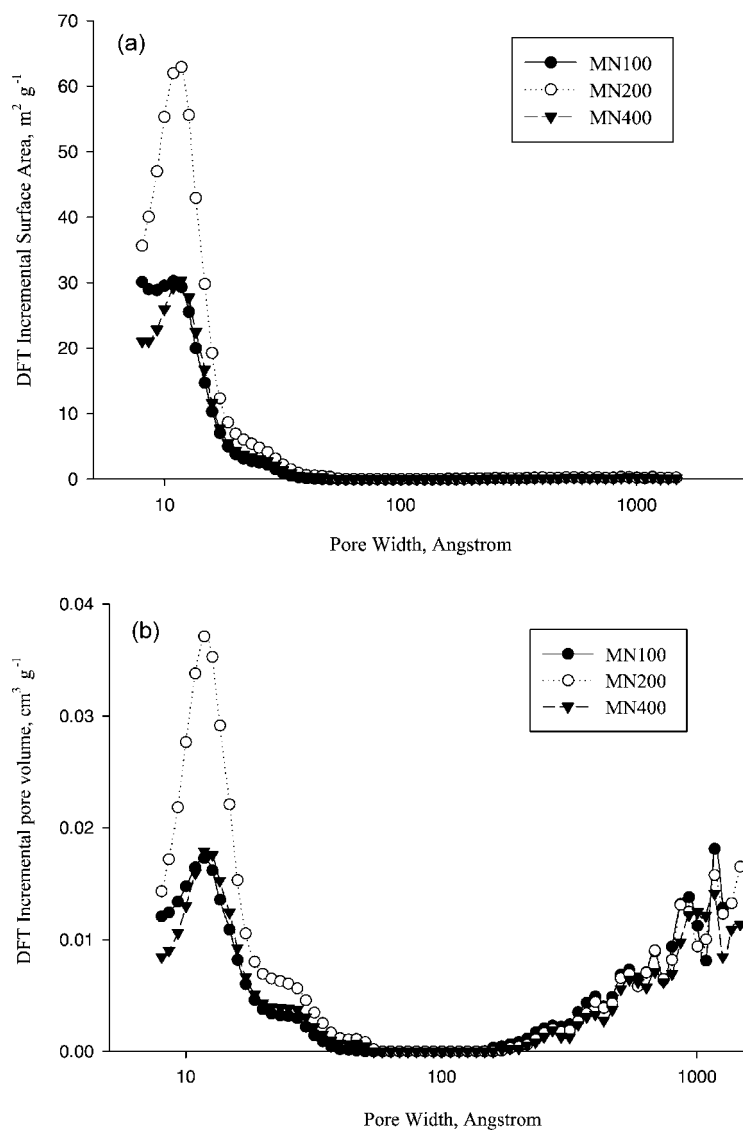 (a)
MN100
MN200
MN400
70
60
50
40
30
20
10
0
DFT Incremental Surface Area, m² g⁻¹
10 100 1000
Pore Width, Angstrom
(b)
MN100
MN200
MN400
0.04
0.03
0.02
0.01
0.00
DFT Incremental pore volume, cm³ g⁻¹
10 100 1000
Pore Width, Angstrom